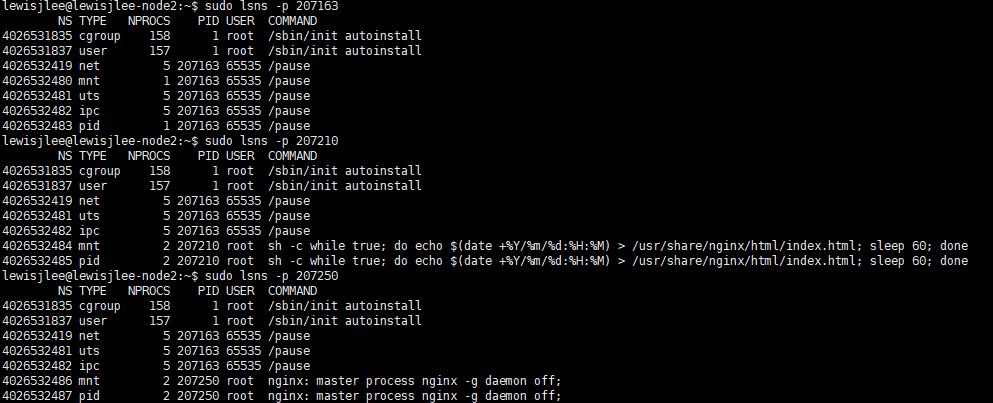 lewisjlee@lewisjlee-node2:~$ sudo lsns -p 207163
        NS TYPE   NPROCS    PID USER  COMMAND
4026531835 cgroup    158      1 root  /sbin/init autoinstall
4026531837 user      157      1 root  /sbin/init autoinstall
4026532419 net         5 207163 65535 /pause
4026532480 mnt         1 207163 65535 /pause
4026532481 uts         5 207163 65535 /pause
4026532482 ipc         5 207163 65535 /pause
4026532483 pid         1 207163 65535 /pause
lewisjlee@lewisjlee-node2:~$ sudo lsns -p 207210
        NS TYPE   NPROCS    PID USER  COMMAND
4026531835 cgroup    158      1 root  /sbin/init autoinstall
4026531837 user      157      1 root  /sbin/init autoinstall
4026532419 net         5 207163 65535 /pause
4026532481 uts         5 207163 65535 /pause
4026532482 ipc         5 207163 65535 /pause
4026532484 mnt         2 207210 root  sh -c while true; do echo $(date +%Y/%m/%d:%H:%M) > /usr/share/nginx/html/index.html; sleep 60; done
4026532485 pid         2 207210 root  sh -c while true; do echo $(date +%Y/%m/%d:%H:%M) > /usr/share/nginx/html/index.html; sleep 60; done
lewisjlee@lewisjlee-node2:~$ sudo lsns -p 207250
        NS TYPE   NPROCS    PID USER  COMMAND
4026531835 cgroup    158      1 root  /sbin/init autoinstall
4026531837 user      157      1 root  /sbin/init autoinstall
4026532419 net         5 207163 65535 /pause
4026532481 uts         5 207163 65535 /pause
4026532482 ipc         5 207163 65535 /pause
4026532486 mnt         2 207250 root  nginx: master process nginx -g daemon off;
4026532487 pid         2 207250 root  nginx: master process nginx -g daemon off;